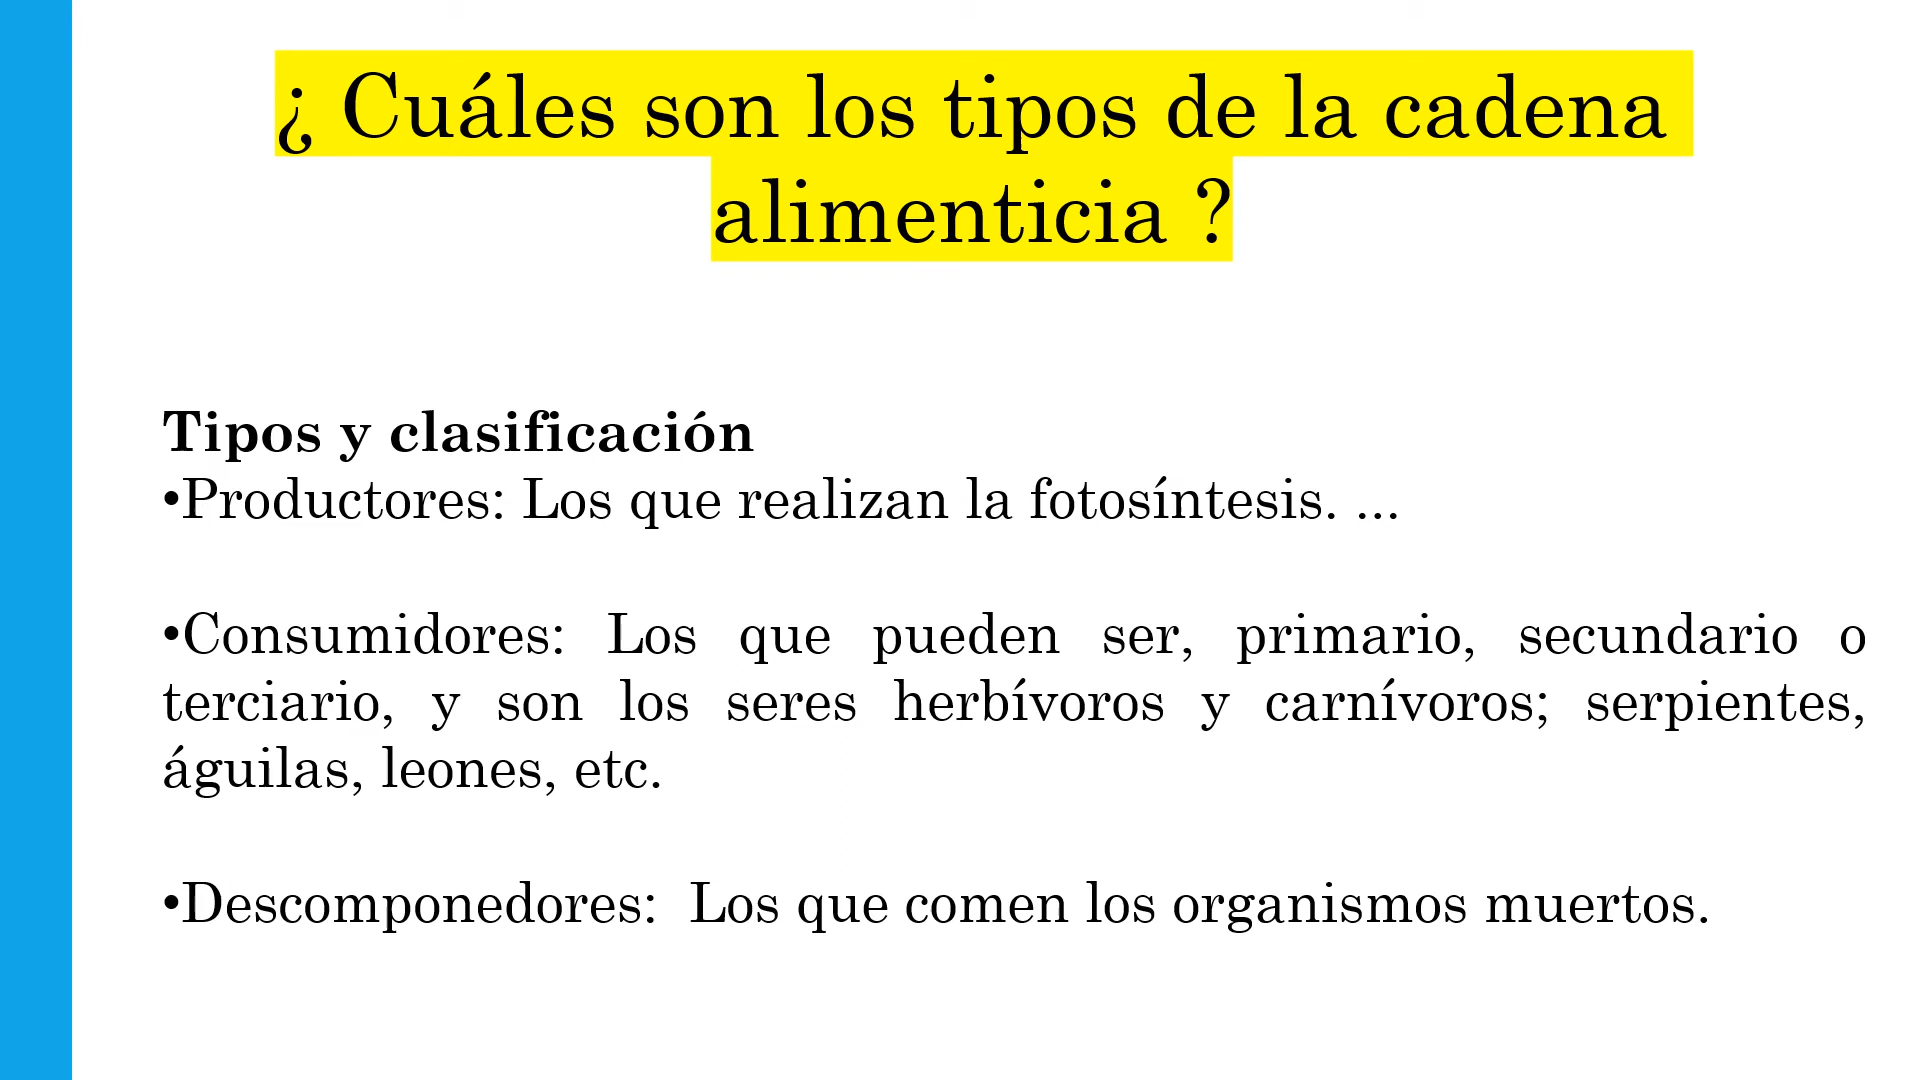 ¿ Cuáles son los tipos de la cadena
alimenticia ?
Tipos y clasificación
•Productores: Los que realizan la fotosíntesis. ...
•Consumidores: Los que pueden ser, primario, secundario o
terciario, y son los seres herbívoros y carnívoros; serpientes,
águilas, leones, etc.
•Descomponedores:  Los que comen los organismos muertos.